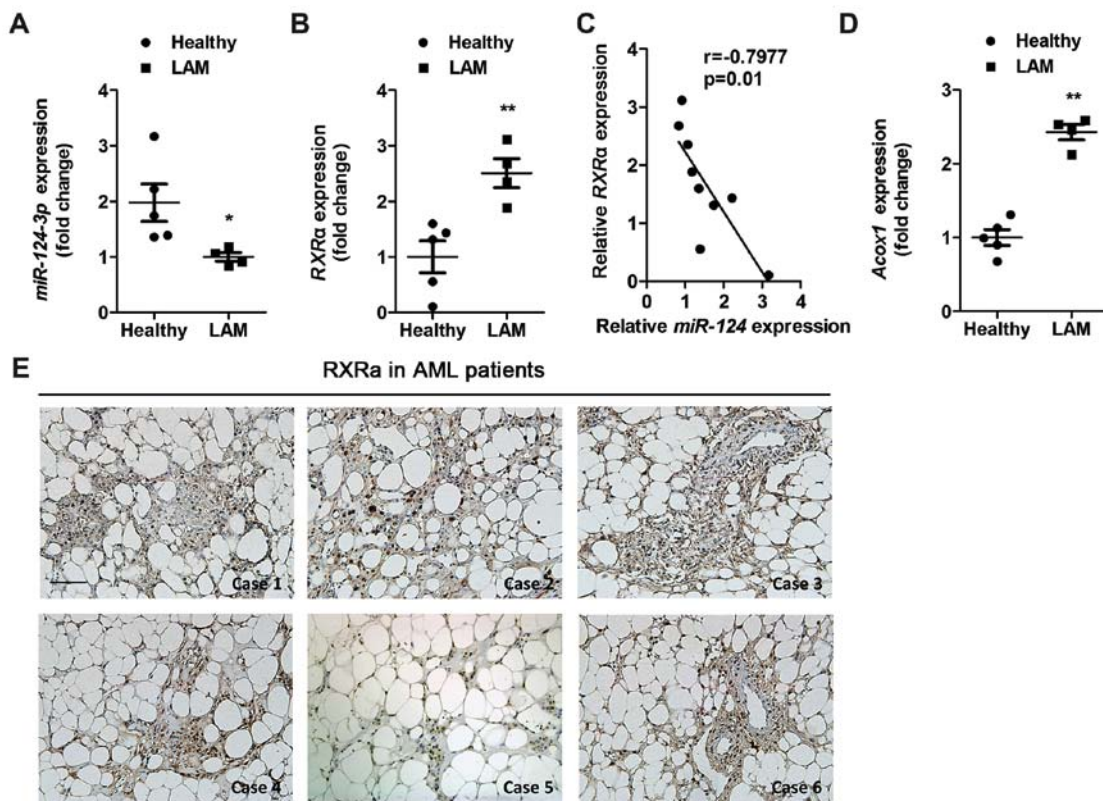 A
● Healthy
■ LAM
miR-124-3p expression
(fold change)
4
3
2
1
0
*
Healthy LAM
B
● Healthy
■ LAM
RXRα expression
(fold change)
4
3
2
1
0
**
Healthy LAM
C
r=-0.7977
p=0.01
Relative RXRα expression
4
3
2
1
0
0 1 2 3 4
Relative miR-124 expression
D
● Healthy
■ LAM
Acox1 expression
(fold change)
3
2
1
0
**
Healthy LAM
E
RXRa in AML patients
Case 1
Case 2
Case 3
Case 4
Case 5
Case 6